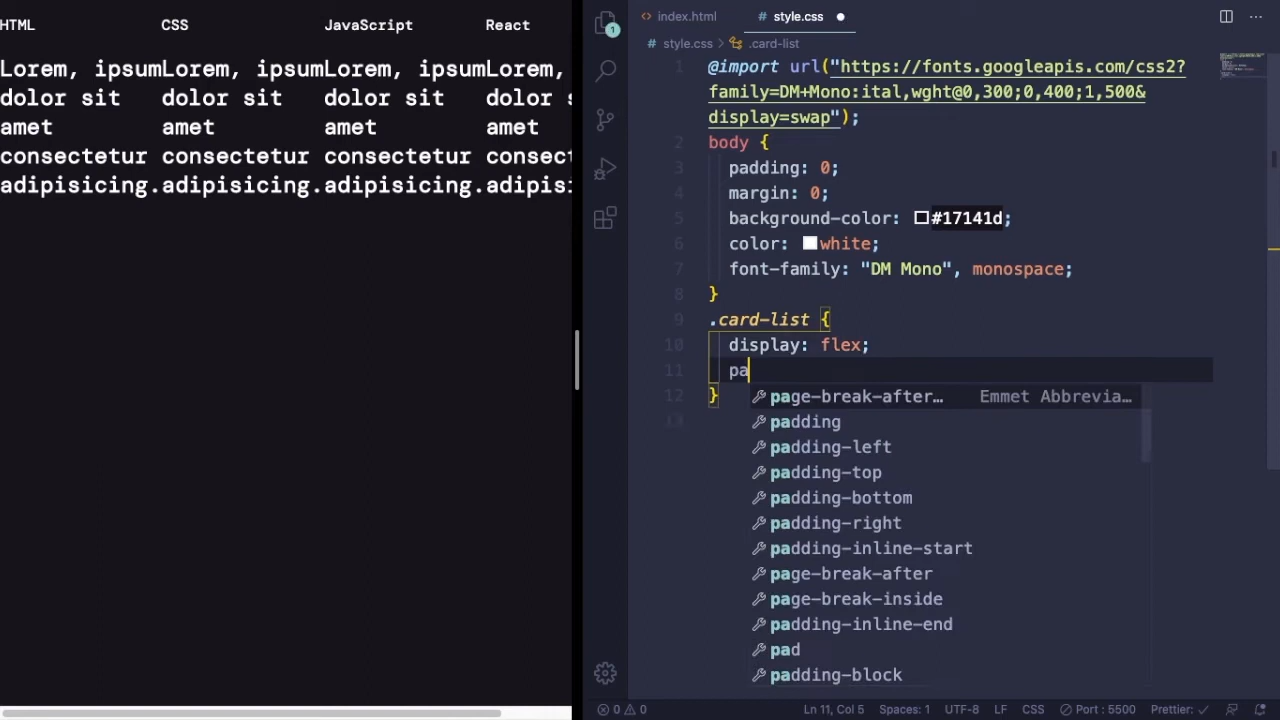 HTML CSS JavaScript React
Lorem, ipsumLorem, ipsumLorem, ipsumLorem,
dolor sit dolor sit dolor sit dolor s
amet amet amet amet
consectetur consectetur consectetur consect
adipisicing.adipisicing.adipisicing.adipisi
1
index.html # style.css
# style.css > .card-list
1 @import url("https://fonts.googleapis.com/css2?
family=DM+Mono:ital,wght@0,300;0,400;1,500&
display=swap");
2 body {
3 padding: 0;
4 margin: 0;
5 background-color: #17141d;
6 color: white;
7 font-family: "DM Mono", monospace;
8 }
9 .card-list {
10 display: flex;
11 pa
12 }
13
page-break-after… Emmet Abbrevia…
padding
padding-left
padding-top
padding-bottom
padding-right
padding-inline-start
page-break-after
page-break-inside
padding-inline-end
pad
padding-block
0 0 Ln 11, Col 5 Spaces: 1 UTF-8 LF CSS Port : 5500 Prettier: ✓